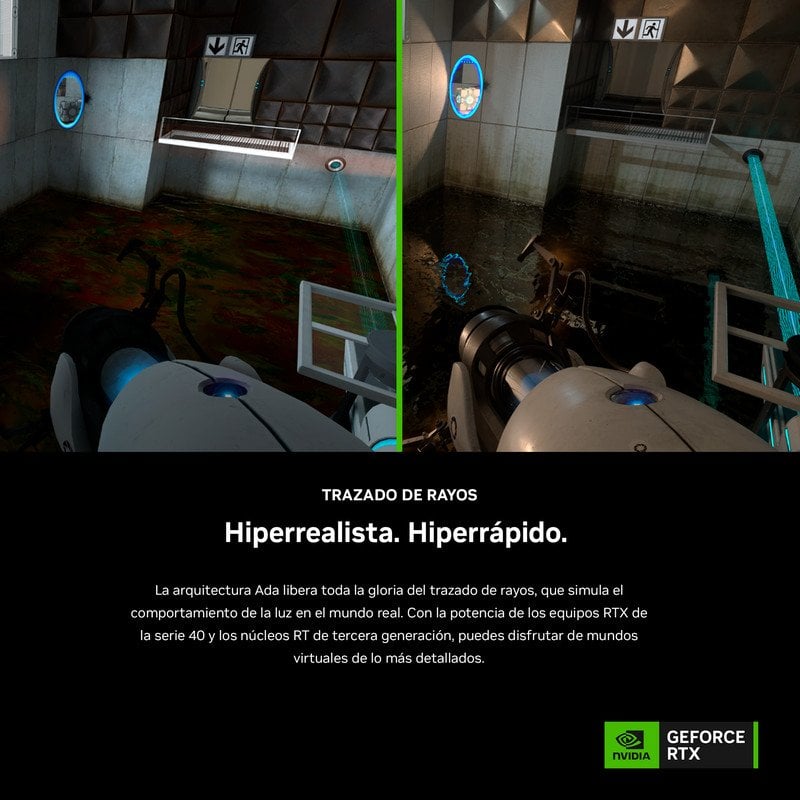 TRAZADO DE RAYOS
Hiperrealista. Hiperrápido.
La arquitectura Ada libera toda la gloria del trazado de rayos, que simula el
comportamiento de la luz en el mundo real. Con la potencia de los equipos RTX de
la serie 40 y los núcleos RT de tercera generación, puedes disfrutar de mundos
virtuales de lo más detallados.
NVIDIA
GEFORCE
RTX